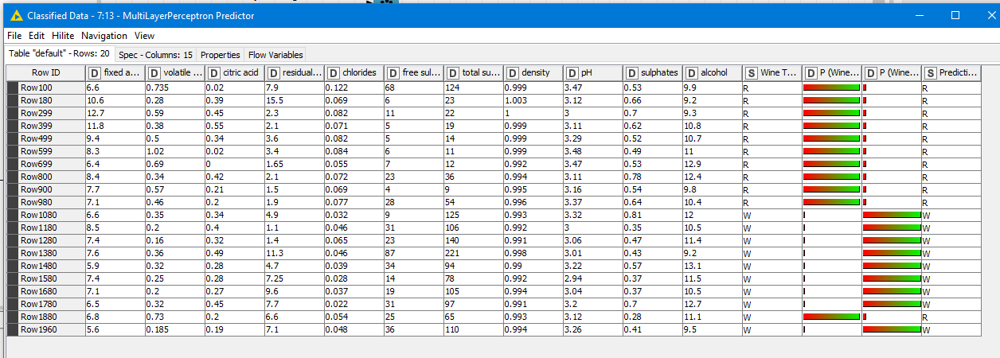 Classified Data - 7:13 - MultiLayerPerceptron Predictor
File Edit Hilite Navigation View
Table "default" - Rows: 20 Spec - Columns: 15 Properties Flow Variables
Row ID D fixed a... D volatile ... D citric acid D residual... D chlorides D free sul... D total su... D density D pH D sulphates D alcohol S Wine T... D P (Wine... D P (Wine... S Predicti...
Row100 6.6 0.735 0.02 7.9 0.122 68 124 0.999 3.47 0.53 9.9 R R
Row180 10.6 0.28 0.39 15.5 0.069 6 23 1.003 3.12 0.66 9.2 R R
Row299 12.7 0.59 0.45 2.3 0.082 11 22 1 3 0.7 9.3 R R
Row399 11.8 0.38 0.55 2.1 0.071 5 19 0.999 3.11 0.62 10.8 R R
Row499 9.4 0.5 0.34 3.6 0.082 5 14 0.999 3.29 0.52 10.7 R R
Row599 8.3 1.02 0.02 3.4 0.084 6 11 0.999 3.48 0.49 11 R R
Row699 6.4 0.69 0 1.65 0.055 7 12 0.992 3.47 0.53 12.9 R R
Row800 8.4 0.34 0.42 2.1 0.072 23 36 0.994 3.11 0.78 12.4 R R
Row900 7.7 0.57 0.21 1.5 0.069 4 9 0.995 3.16 0.54 9.8 R R
Row980 7.1 0.46 0.2 1.9 0.077 28 54 0.996 3.37 0.64 10.4 R R
Row1080 6.6 0.35 0.34 4.9 0.032 9 125 0.993 3.32 0.81 12 W W
Row1180 8.5 0.2 0.4 1.1 0.046 31 106 0.992 3 0.35 10.5 W W
Row1280 7.4 0.16 0.32 1.4 0.065 23 140 0.991 3.06 0.47 11.4 W W
Row1380 7.6 0.36 0.49 11.3 0.046 87 221 0.998 3.01 0.43 9.2 W W
Row1480 5.9 0.32 0.28 4.7 0.039 34 94 0.99 3.22 0.57 13.1 W W
Row1580 7.4 0.25 0.28 7.25 0.028 14 78 0.992 2.94 0.37 11.5 W W
Row1680 7.1 0.2 0.27 9.6 0.037 19 105 0.994 3.04 0.37 10.5 W W
Row1780 6.5 0.32 0.45 7.7 0.022 31 97 0.991 3.2 0.7 12.7 W W
Row1880 6.8 0.73 0.2 6.6 0.054 25 65 0.993 3.12 0.28 11.1 W R
Row1960 5.6 0.185 0.19 7.1 0.048 36 110 0.994 3.26 0.41 9.5 W W